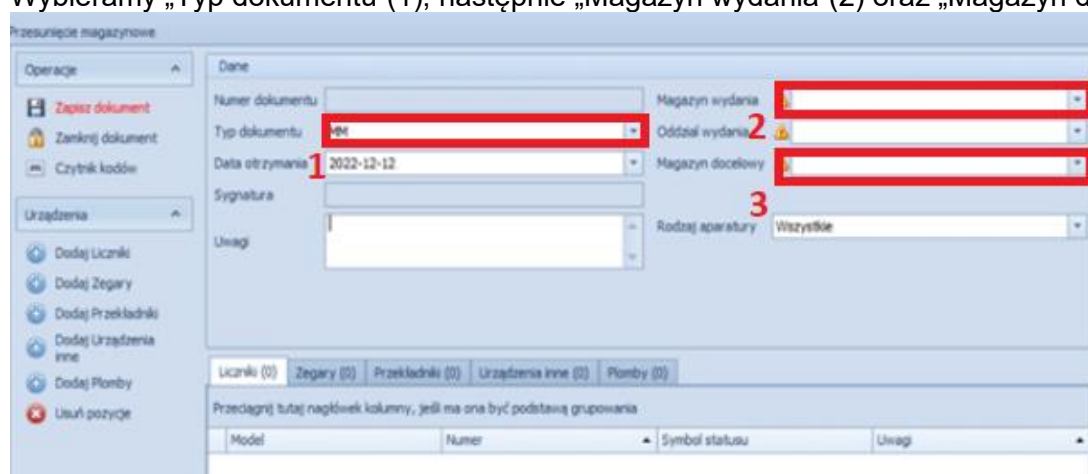 Wybieramy „Typ dokumentu (1), następnie „Magazyn wydania (2) oraz „Magazyn
Przesunięcie magazynowe
Operacje
Zapisz dokument
Zamknij dokument
Czytnik kodów
Urządzenia
Dodaj Liczniki
Dodaj Zegary
Dodaj Przekładniki
Dodaj Urządzenia
inne
Dodaj Plomby
Usuń pozycje
Dane
Numer dokumentu
Typ dokumentu MM
1
Data otrzymania 2022-12-12
Sygnatura
Uwagi
Magazyn wydania
2
Oddział wydania
Magazyn docelowy
3
Rodzaj aparatury Wszystkie
Liczniki (0) Zegary (0) Przekładniki (0) Urządzenia inne (0) Plomby (0)
Przeciągnij tutaj nagłówek kolumny, jeśli ma ona być podstawą grupowania
Model Numer Symbol statusu Uwagi